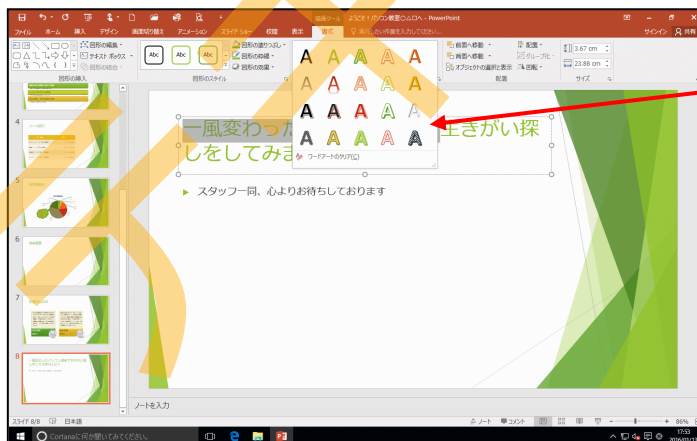 描画ツール
ようこそ!パソコン教室○△□へ - PowerPoint
ファイル ホーム 挿入 デザイン 画面切り替え アニメーション スライド ショー 校閲 表示 書式
サインイン 共有
図形の編集
テキスト ボックス
図形の結合
図形の挿入
Abc Abc Abc
図形の塗りつぶし
図形の枠線
図形の効果
図形のスタイル
前面へ移動
背面へ移動
オブジェクトの選択と表示
配置
グループ化
回転
配置
3.67 cm
23.88 cm
サイズ
A A A A A
A A A A A
A A A A A
A A A A A
ワードアートのクリア(C)
一風変わった
生きがい探
しをしてみま
スタッフ一同、心よりお待ちしております
4
5
6
7
8
ノートを入力
スライド 8/8 日本語
ノート コメント
86%
Cortanaに何か聞いてみてください。
17:53